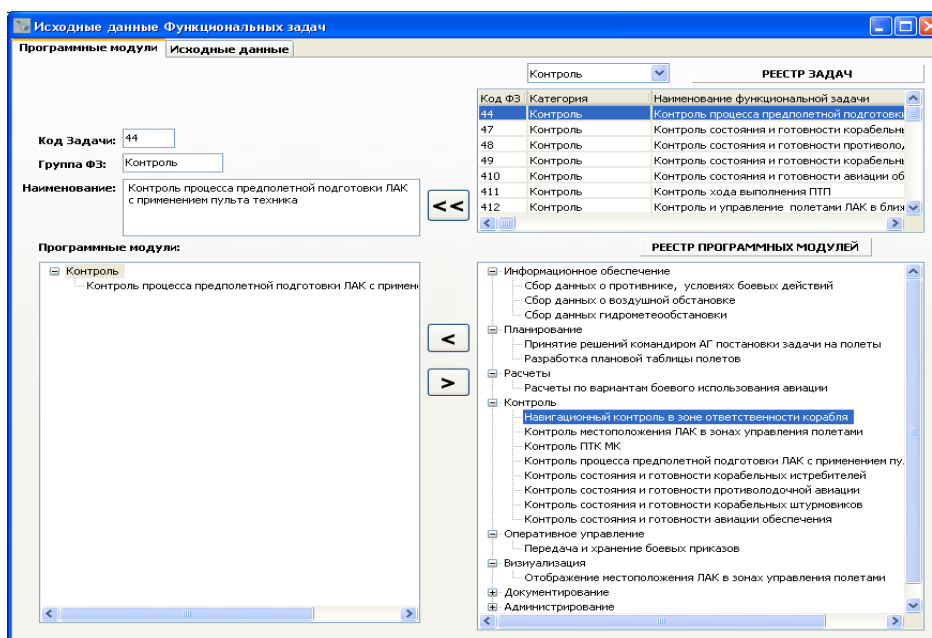 Исходные данные Функциональных задач
Программные модули
Исходные данные
Контроль
РЕЕСТР ЗАДАЧ
Код ФЗ Категория Наименование функциональной задачи
44 Контроль Контроль процесса предполетной подготовки
47 Контроль Контроль состояния и готовности корабельн
48 Контроль Контроль состояния и готовности противоло
49 Контроль Контроль состояния и готовности корабельн
410 Контроль Контроль состояния и готовности авиации об
411 Контроль Контроль хода выполнения ПТП
412 Контроль Контроль и управление полетами ЛАК в ближ
Код Задачи: 44
Группа ФЗ: Контроль
Наименование: Контроль процесса предполетной подготовки ЛАК
с применением пульта техника
<<
Программные модули:
Контроль
Контроль процесса предполетной подготовки ЛАК с примен
<
>
РЕЕСТР ПРОГРАММНЫХ МОДУЛЕЙ
Информационное обеспечение
Сбор данных о противнике, условиях боевых действий
Сбор данных о воздушной обстановке
Сбор данных гидрометеообстановки
Планирование
Принятие решений командиром АГ постановки задачи на полеты
Разработка плановой таблицы полетов
Расчеты
Расчеты по вариантам боевого использования авиации
Контроль
Навигационный контроль в зоне ответственности корабля
Контроль местоположения ЛАК в зонах управления полетами
Контроль ПТК МК
Контроль процесса предполетной подготовки ЛАК с применением пу.
Контроль состояния и готовности корабельных истребителей
Контроль состояния и готовности противолодочной авиации
Контроль состояния и готовности корабельных штурмовиков
Контроль состояния и готовности авиации обеспечения
Оперативное управление
Передача и хранение боевых приказов
Визиуализация
Отображение местоположения ЛАК в зонах управления полетами
Документирование
Администрирование